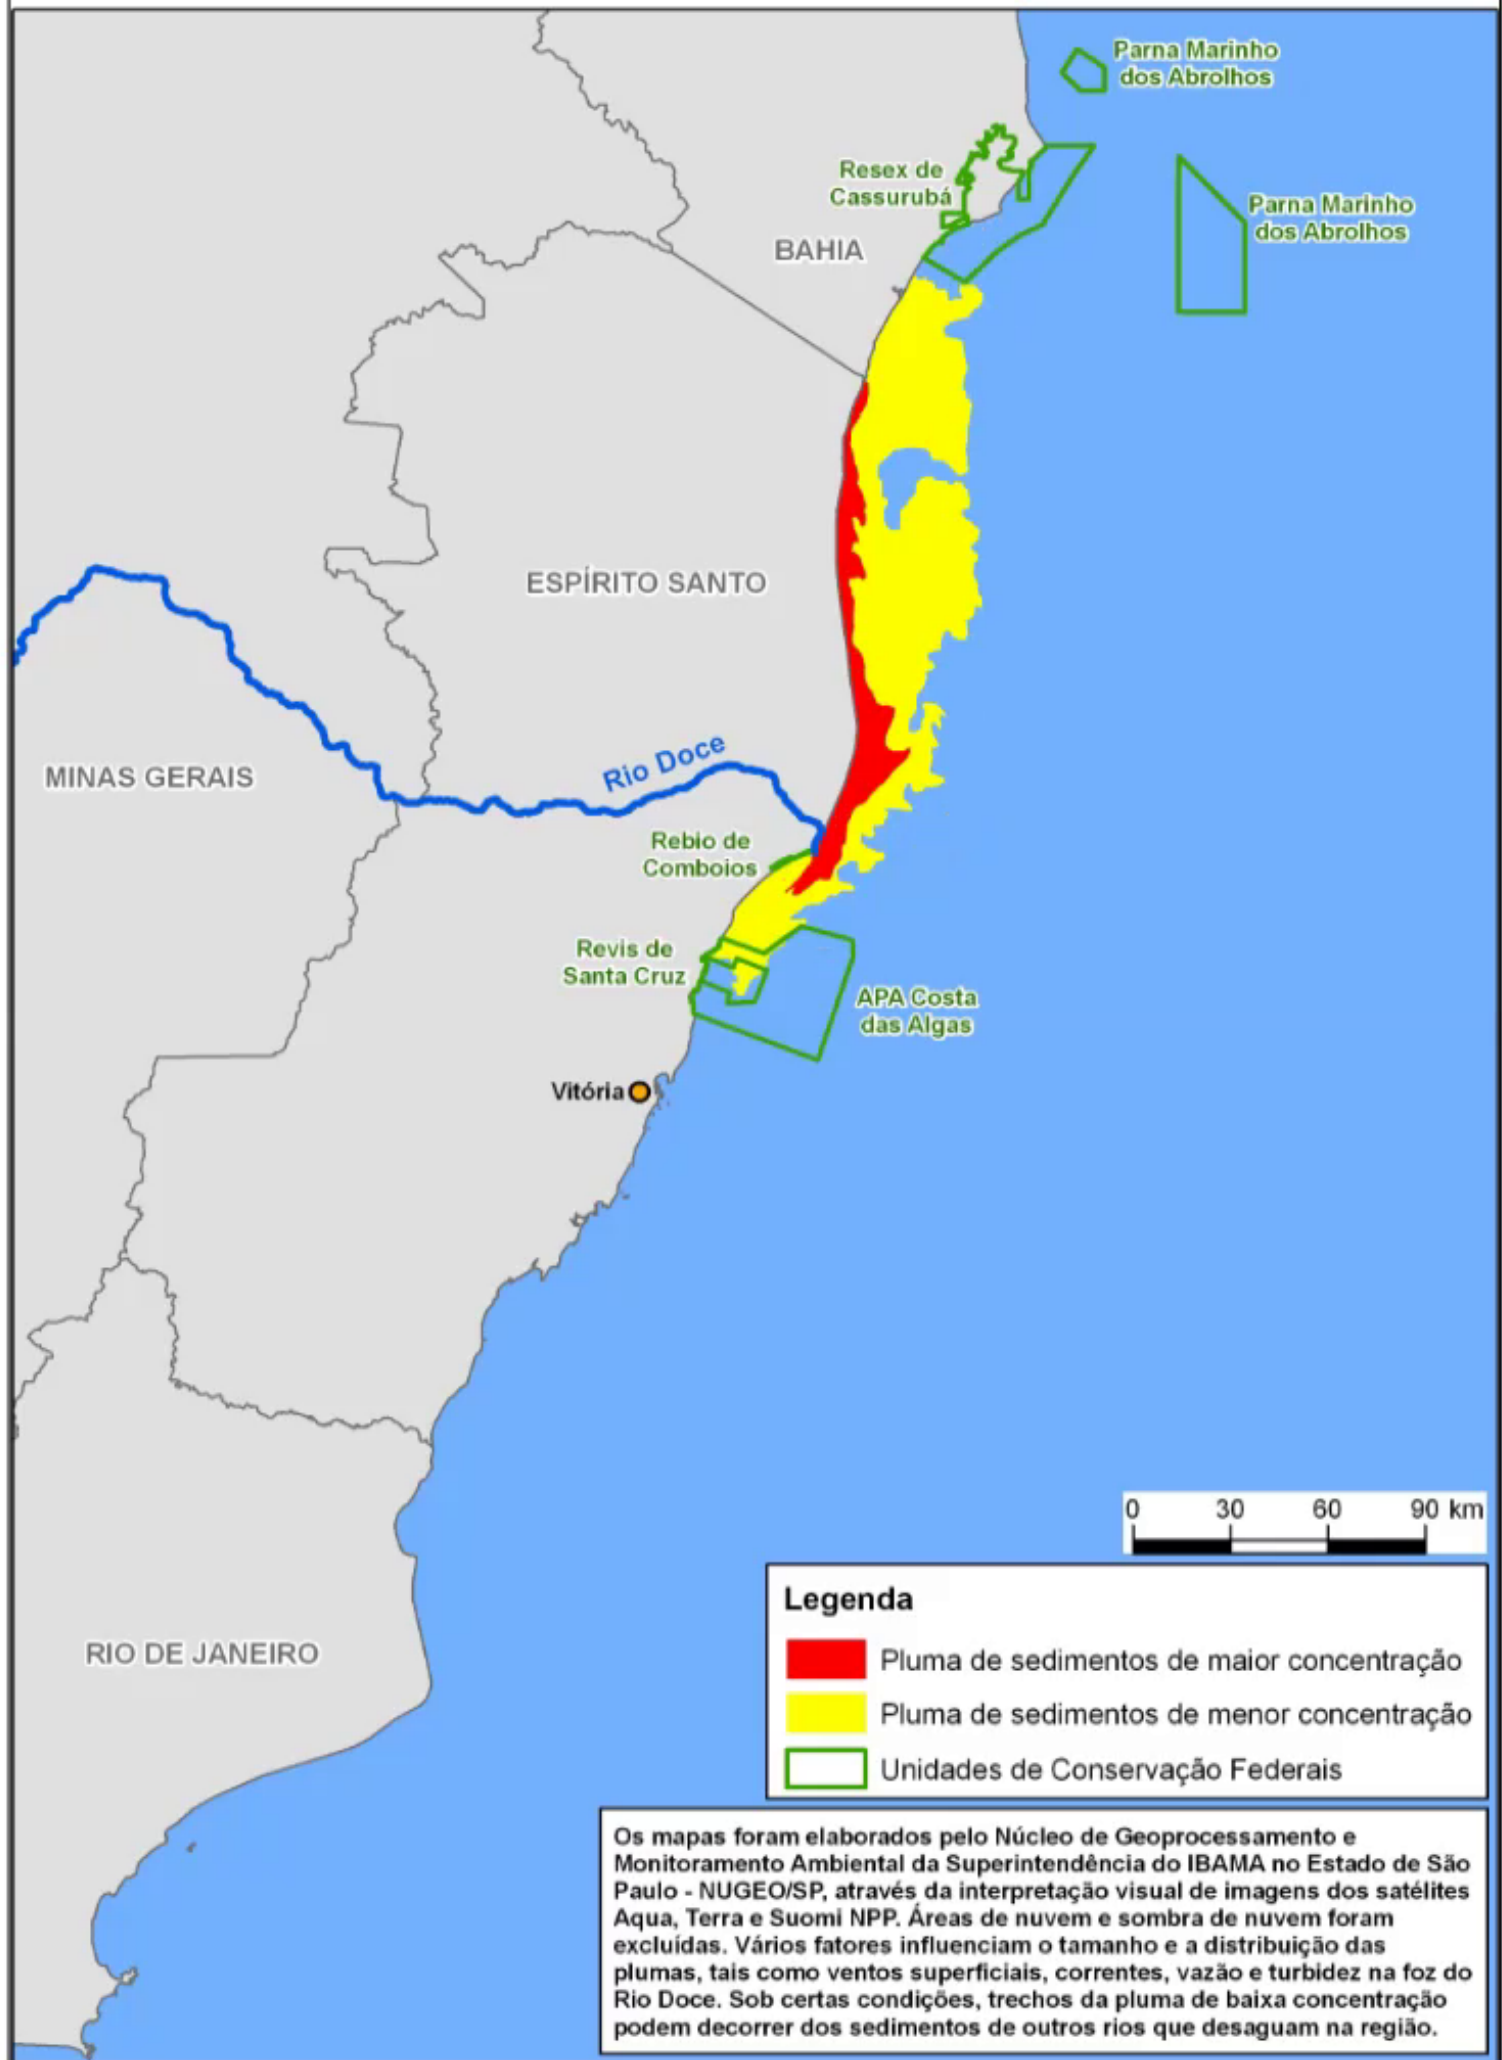 Parna Marinho
dos Abrolhos
Resex de
Cassurubá
Parna Marinho
dos Abrolhos
BAHIA
ESPÍRITO SANTO
MINAS GERAIS
Rio Doce
Rebio de
Comboios
Revis de
Santa Cruz
APA Costa
das Algas
Vitória
0 30 60 90 km
RIO DE JANEIRO
Legenda
Pluma de sedimentos de maior concentração
Pluma de sedimentos de menor concentração
Unidades de Conservação Federais
Os mapas foram elaborados pelo Núcleo de Geoprocessamento e
Monitoramento Ambiental da Superintendência do IBAMA no Estado de São
Paulo - NUGEO/SP, através da interpretação visual de imagens dos satélites
Aqua, Terra e Suomi NPP. Áreas de nuvem e sombra de nuvem foram
excluídas. Vários fatores influenciam o tamanho e a distribuição das
plumas, tais como ventos superficiais, correntes, vazão e turbidez na foz do
Rio Doce. Sob certas condições, trechos da pluma de baixa concentração
podem decorrer dos sedimentos de outros rios que desaguam na região.